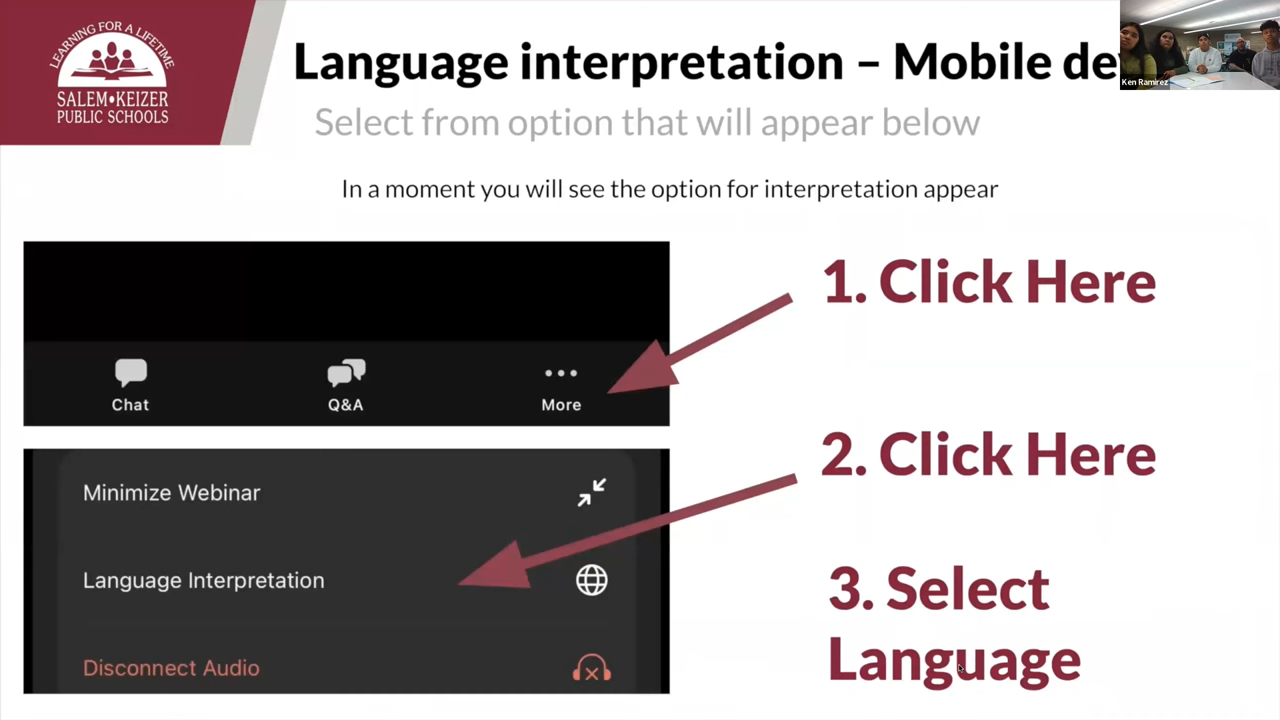 LEARNING FOR A LIFETIME
SALEM•KEIZER
PUBLIC SCHOOLS
Language interpretation – Mobile de
Ken Ramirez
Select from option that will appear below
In a moment you will see the option for interpretation appear
1. Click Here
Chat
Q&A
More
2. Click Here
Minimize Webinar
Language Interpretation
3. Select
Language
Disconnect Audio